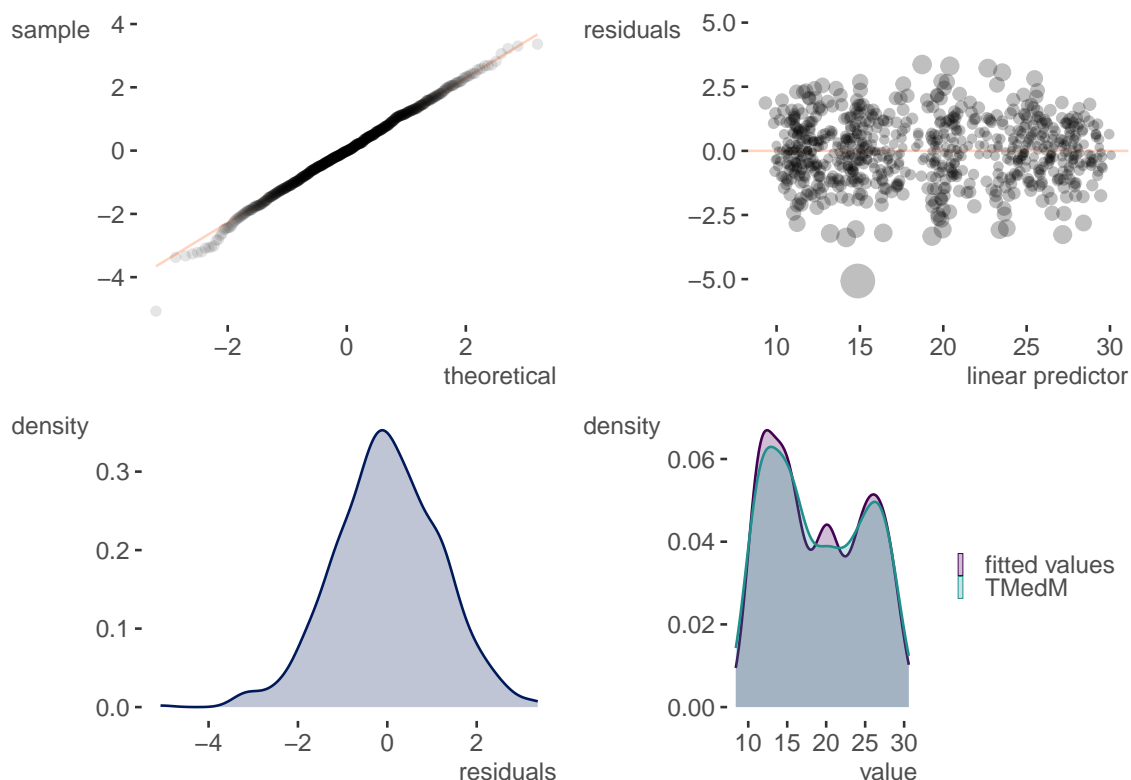 sample
4
2
0
−2
−4
−2 0 2
theoretical
residuals
5.0
2.5
0.0
−2.5
−5.0
10 15 20 25 30
linear predictor
density
0.3
0.2
0.1
0.0
−4 −2 0 2
residuals
density
0.06
0.04
0.02
0.00
10 15 20 25 30
value
fitted values
TMedM